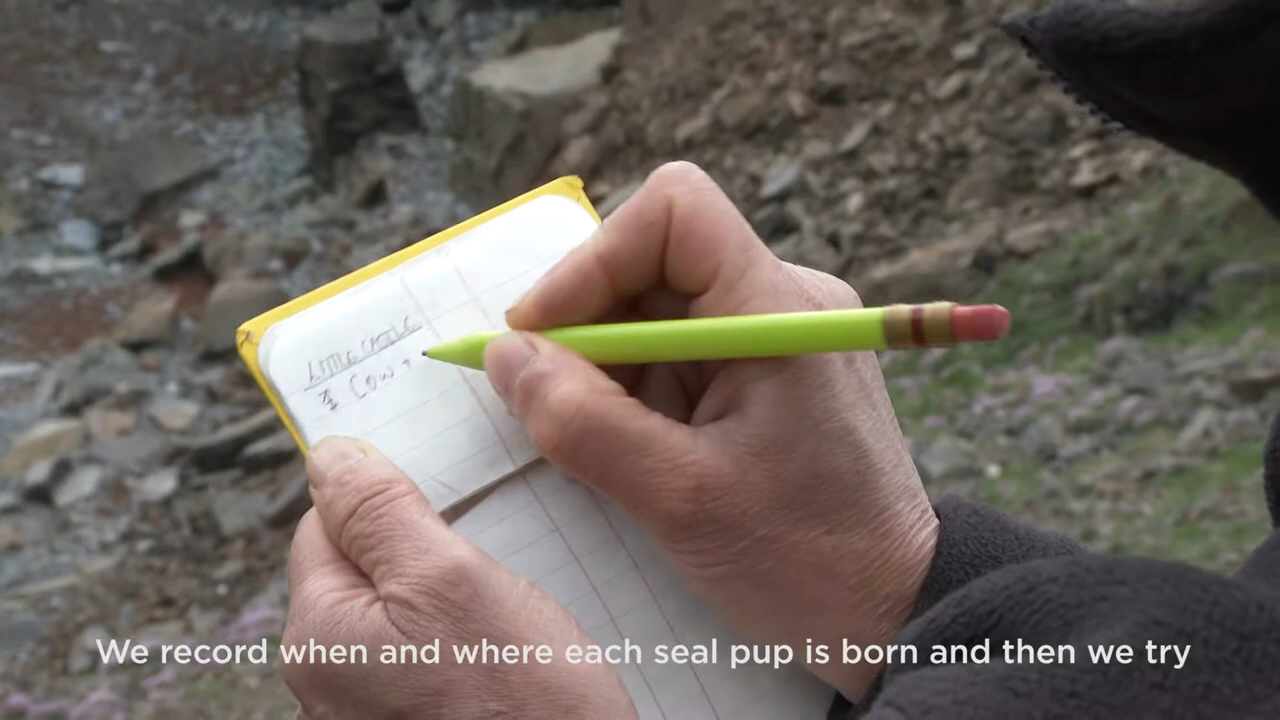 LITTLE CASTLE
Cow
We record when and where each seal pup is born and then we try